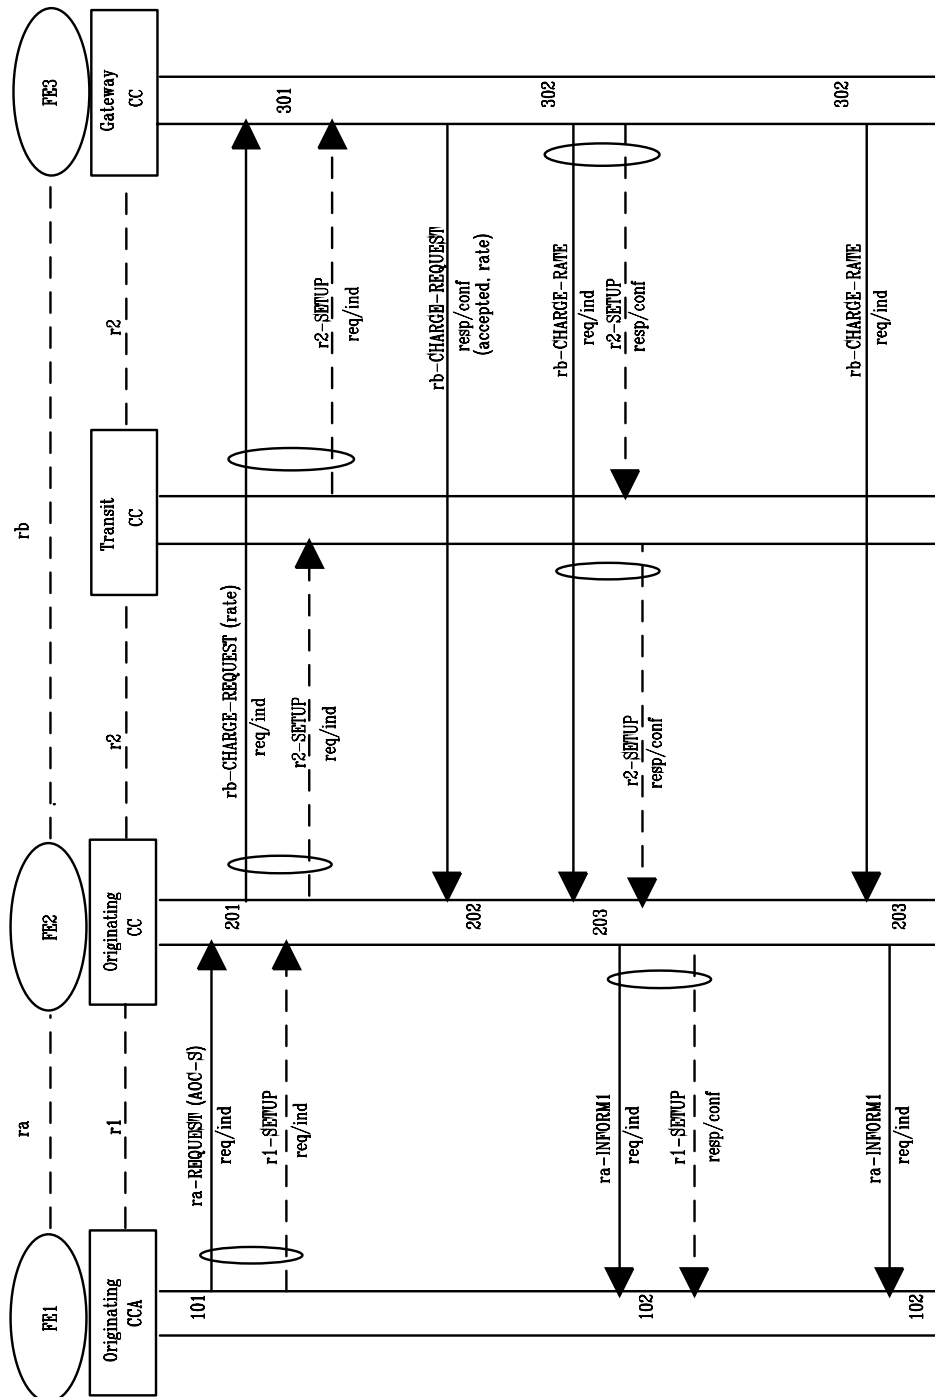 FE1
ra
FE2
rb
FE3
Originating
CCA
r1
Originating
CC
r2
Transit
CC
r2
Gateway
CC
101
ra-REQUEST (AOC-S)
req/ind
r1-SETUP
req/ind
201
rb-CHARGE-REQUEST (rate)
req/ind
r2-SETUP
req/ind
r2-SETUP
req/ind
301
rb-CHARGE-REQUEST
resp/conf
(accepted, rate)
202
rb-CHARGE-RATE
req/ind
302
r2-SETUP
resp/conf
r2-SETUP
resp/conf
203
ra-INFORM1
req/ind
102
r1-SETUP
resp/conf
rb-CHARGE-RATE
req/ind
302
203
ra-INFORM1
req/ind
102